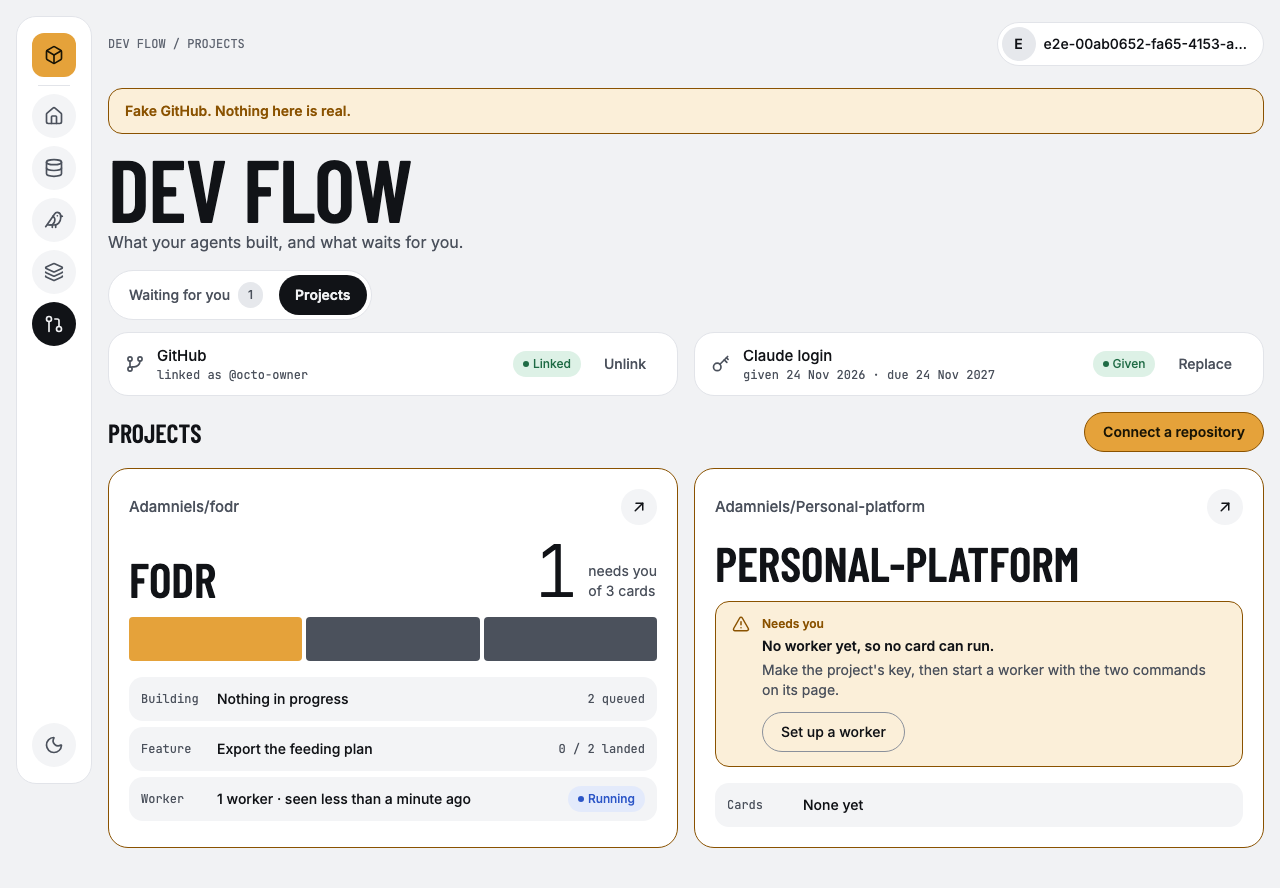 DEV FLOW / PROJECTS
E
e2e-00ab0652-fa65-4153-a...
Fake GitHub. Nothing here is real.
DEV FLOW
What your agents built, and what waits for you.
Waiting for you 1
Projects
GitHub
linked as @octo-owner
Linked
Unlink
Claude login
given 24 Nov 2026 · due 24 Nov 2027
Given
Replace
PROJECTS
Connect a repository
Adamniels/fodr
FODR
1
needs you
of 3 cards
Building Nothing in progress 2 queued
Feature Export the feeding plan 0 / 2 landed
Worker 1 worker · seen less than a minute ago Running
Adamniels/Personal-platform
PERSONAL-PLATFORM
Needs you
No worker yet, so no card can run.
Make the project's key, then start a worker with the two commands
on its page.
Set up a worker
Cards None yet